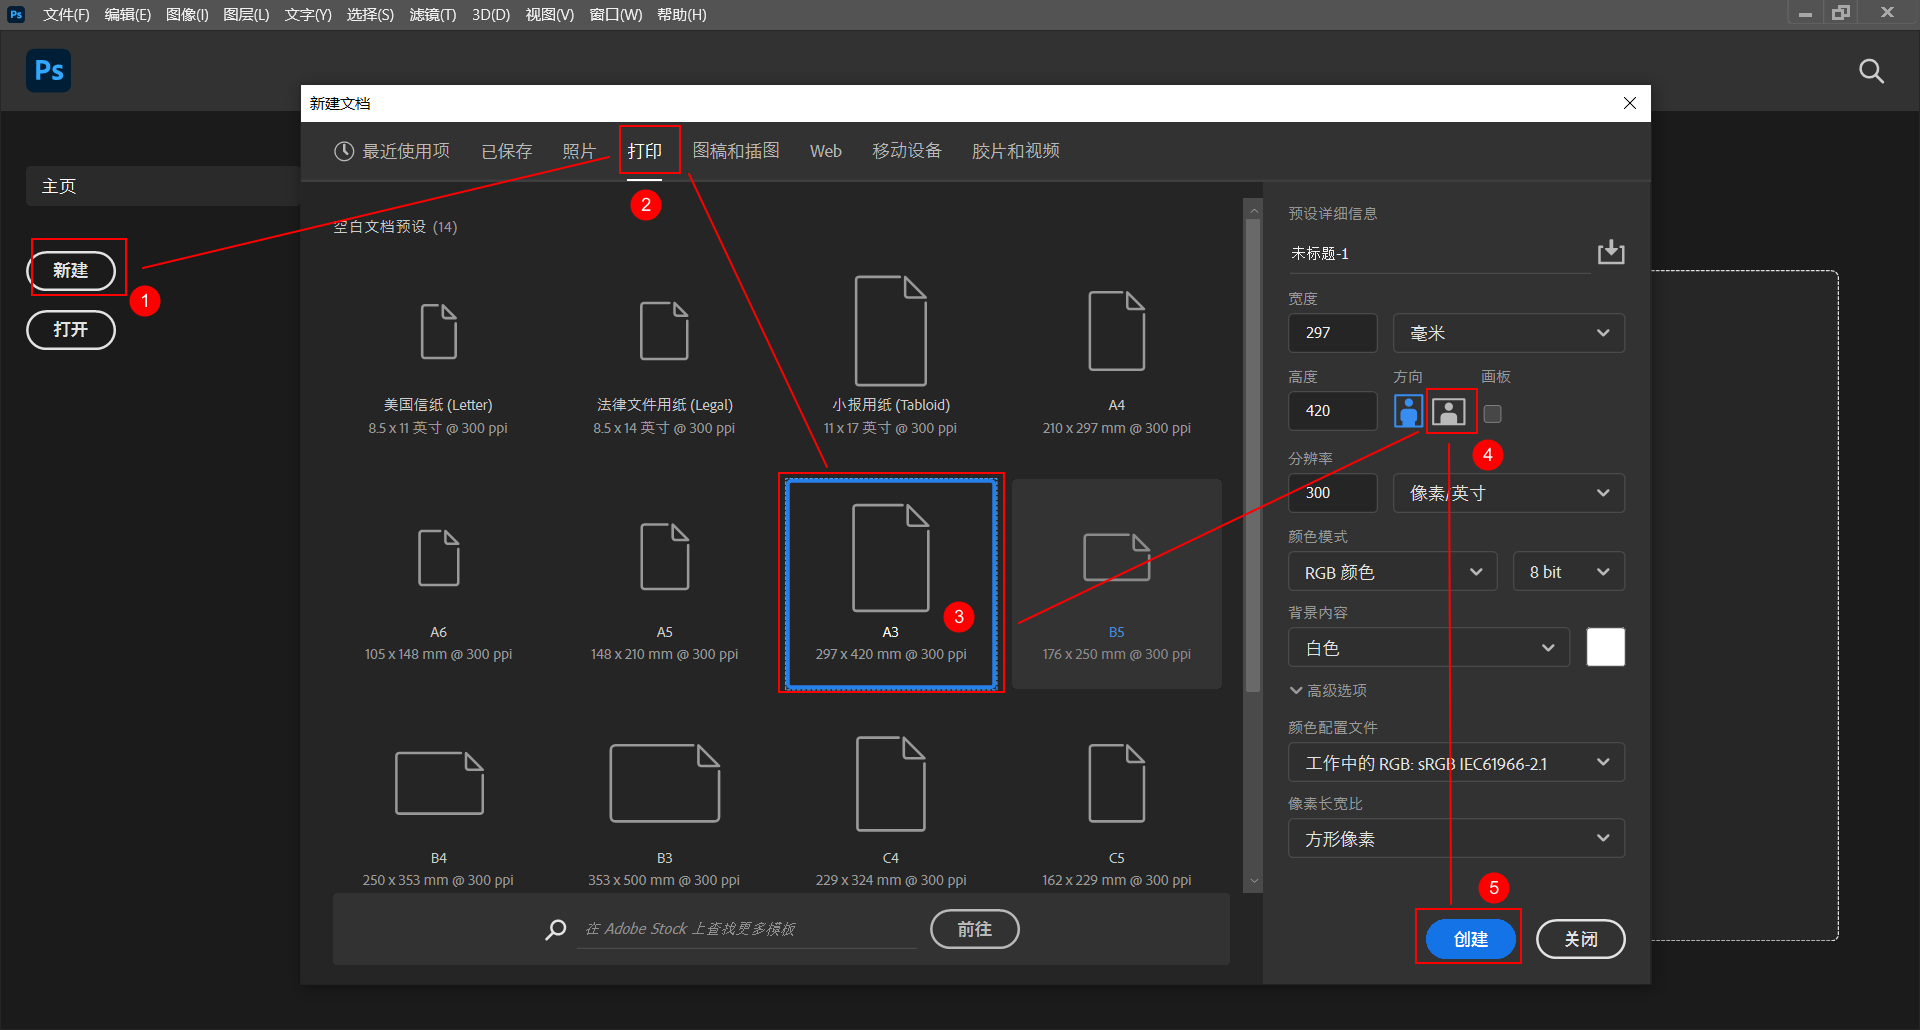 Ps 文件(F) 编辑(E) 图像(I) 图层(L) 文字(Y) 选择(S) 滤镜(T) 3D(D) 视图(V) 窗口(W) 帮助(H)
Ps
新建文档
最近使用项 已保存 照片 打印 图稿和插图 Web 移动设备 胶片和视频
2
主页
新建
1
打开
空白文档预设 (14)
美国信纸 (Letter)
8.5 x 11 英寸 @ 300 ppi
法律文件用纸 (Legal)
8.5 x 14 英寸 @ 300 ppi
小报用纸 (Tabloid)
11 x 17 英寸 @ 300 ppi
A4
210 x 297 mm @ 300 ppi
A6
105 x 148 mm @ 300 ppi
A5
148 x 210 mm @ 300 ppi
3
A3
297 x 420 mm @ 300 ppi
B5
176 x 250 mm @ 300 ppi
B4
250 x 353 mm @ 300 ppi
B3
353 x 500 mm @ 300 ppi
C4
229 x 324 mm @ 300 ppi
C5
162 x 229 mm @ 300 ppi
在 Adobe Stock 上查找更多模板
前往
预设详细信息
未标题-1
宽度
297 毫米
高度 方向 画板
420
4
分辨率
300 像素/英寸
颜色模式
RGB 颜色 8 bit
背景内容
白色
高级选项
颜色配置文件
工作中的 RGB: sRGB IEC61966-2.1
像素长宽比
方形像素
5
创建 关闭